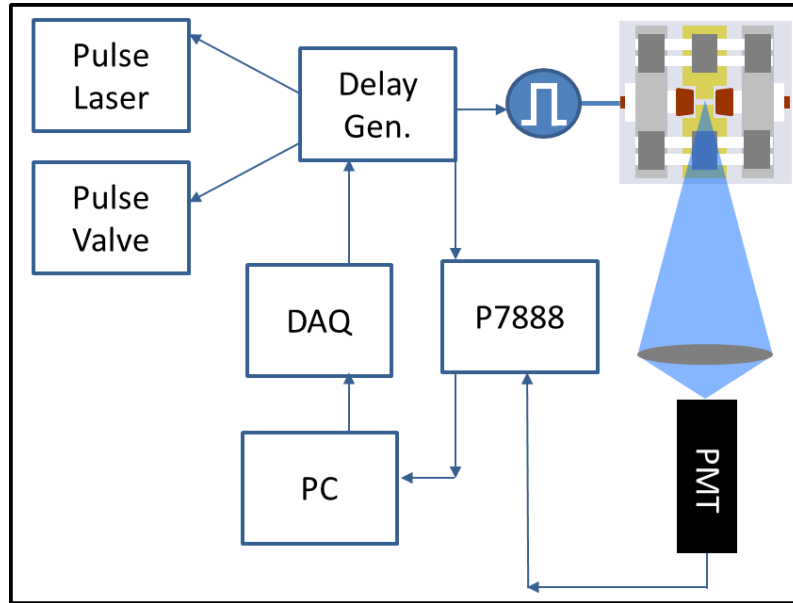 Pulse
Laser
Delay
Gen.
Pulse
Valve
DAQ
P7888
PC
PMT